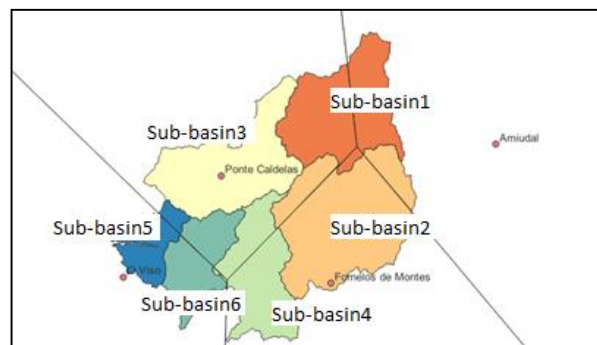 Sub-basin1
Sub-basin3
Amiudal
Ponte Caldelas
Sub-basin2
Sub-basin5
Viso
Fornelos de Montes
Sub-basin6
Sub-basin4